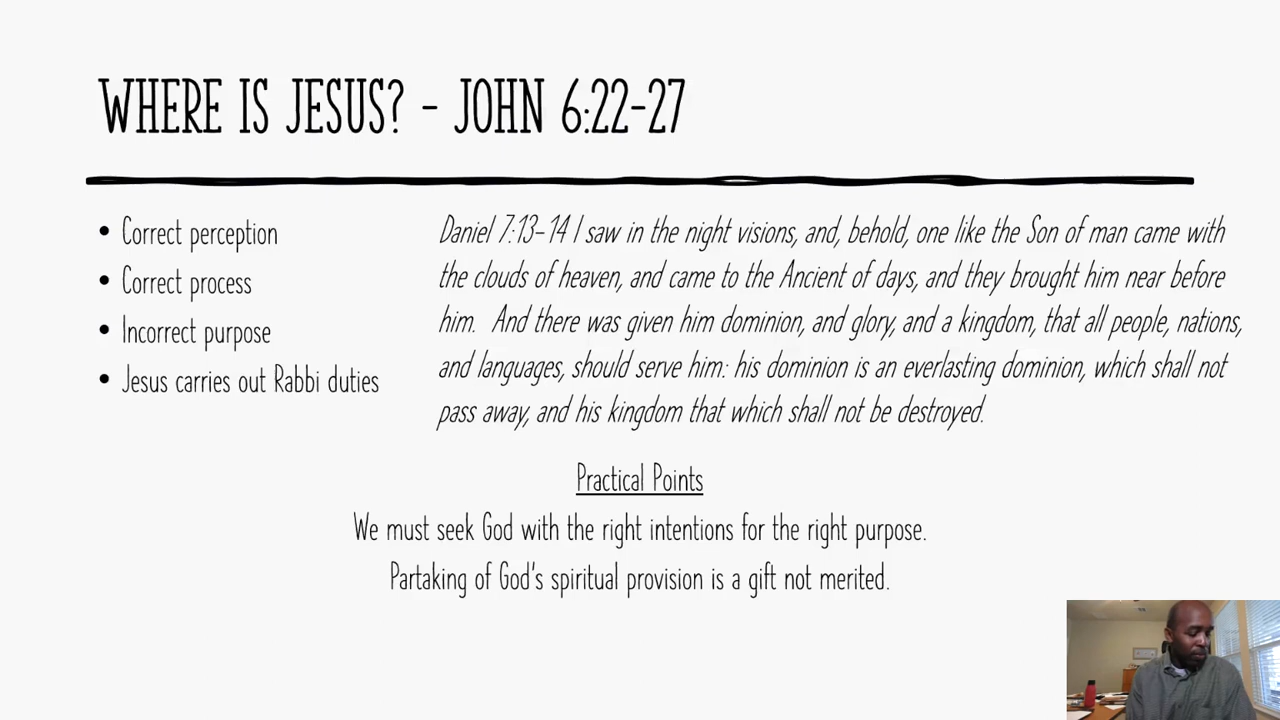 WHERE IS JESUS? - JOHN 6:22-27
• Correct perception
• Correct process
• Incorrect purpose
• Jesus carries out Rabbi duties
Daniel 7:13-14 I saw in the night visions, and, behold, one like the Son of man came with
the clouds of heaven, and came to the Ancient of days, and they brought him near before
him. And there was given him dominion, and glory, and a kingdom, that all people, nations,
and languages, should serve him: his dominion is an everlasting dominion, which shall not
pass away, and his kingdom that which shall not be destroyed.
Practical Points
We must seek God with the right intentions for the right purpose.
Partaking of God's spiritual provision is a gift not merited.